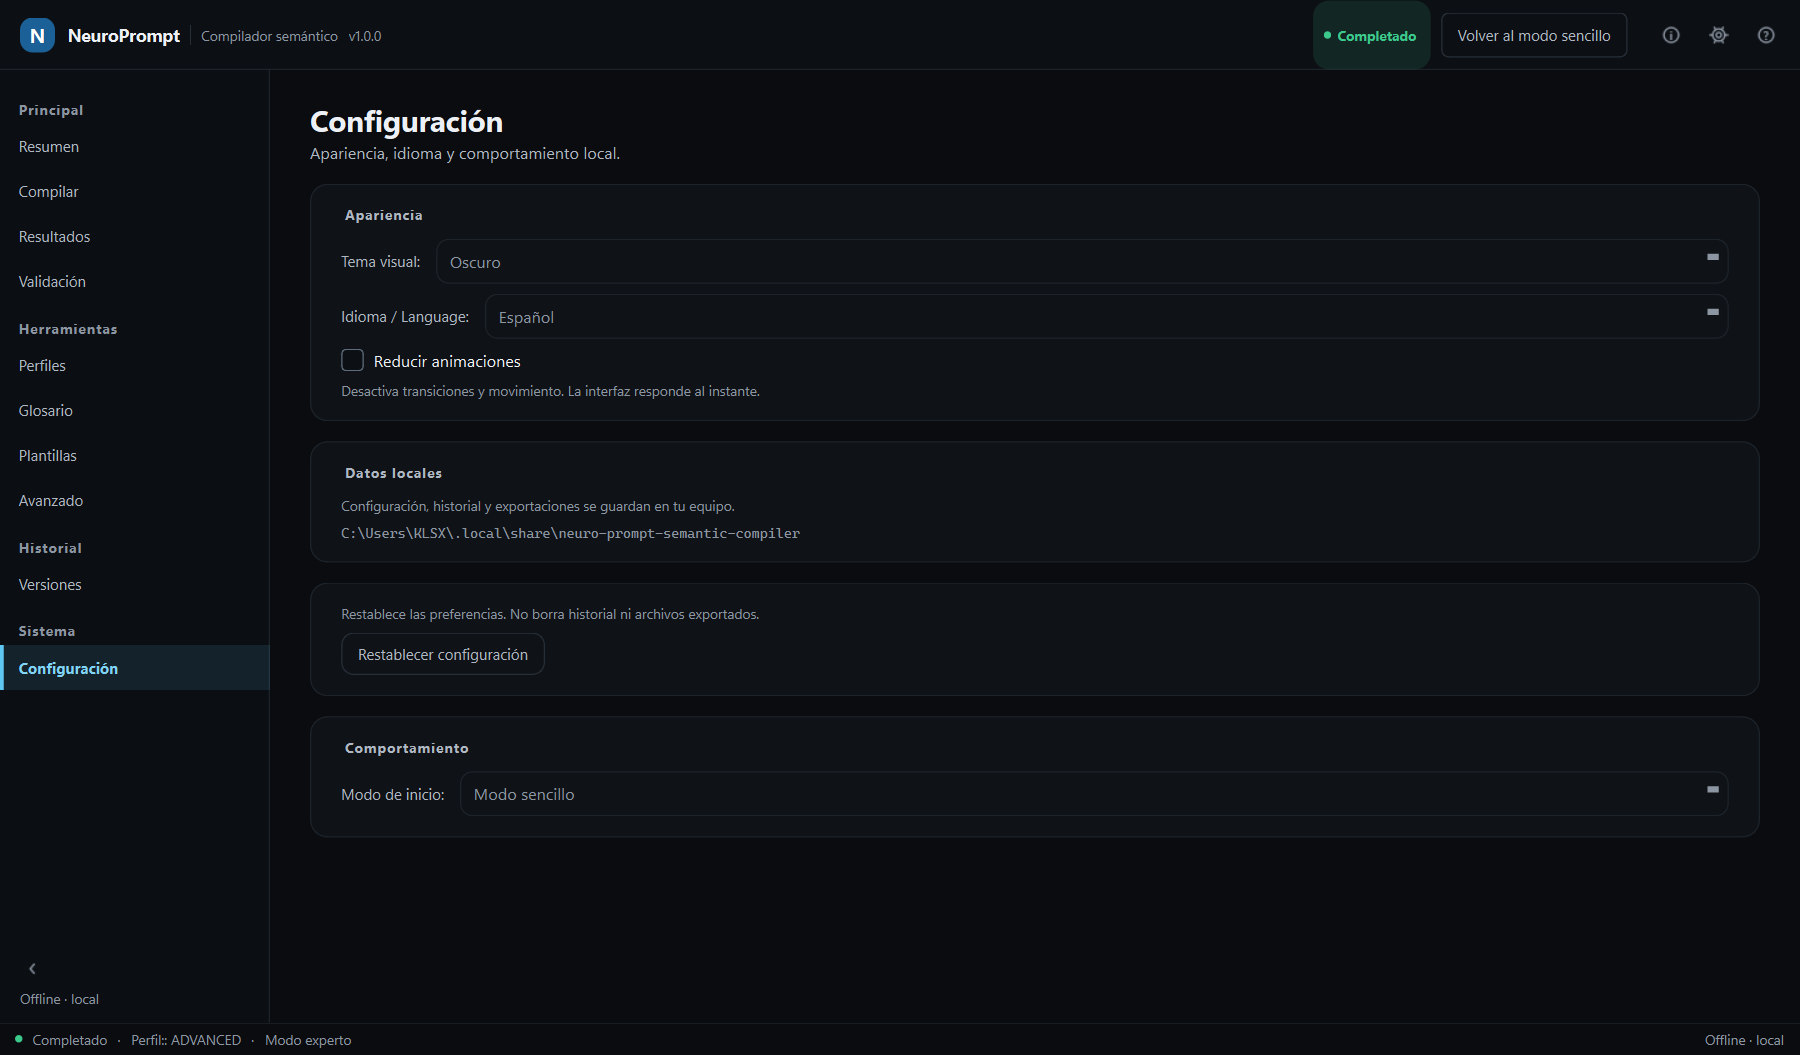 N NeuroPrompt Compilador semántico v1.0.0 Completado Volver al modo sencillo
Principal
Resumen
Compilar
Resultados
Validación
Herramientas
Perfiles
Glosario
Plantillas
Avanzado
Historial
Versiones
Sistema
Configuración
Offline · local
Configuración
Apariencia, idioma y comportamiento local.
Apariencia
Tema visual: Oscuro
Idioma / Language: Español
Reducir animaciones
Desactiva transiciones y movimiento. La interfaz responde al instante.
Datos locales
Configuración, historial y exportaciones se guardan en tu equipo.
C:\Users\KLSX\.local\share\neuro-prompt-semantic-compiler
Restablece las preferencias. No borra historial ni archivos exportados.
Restablecer configuración
Comportamiento
Modo de inicio: Modo sencillo
Completado · Perfil:: ADVANCED · Modo experto Offline · local